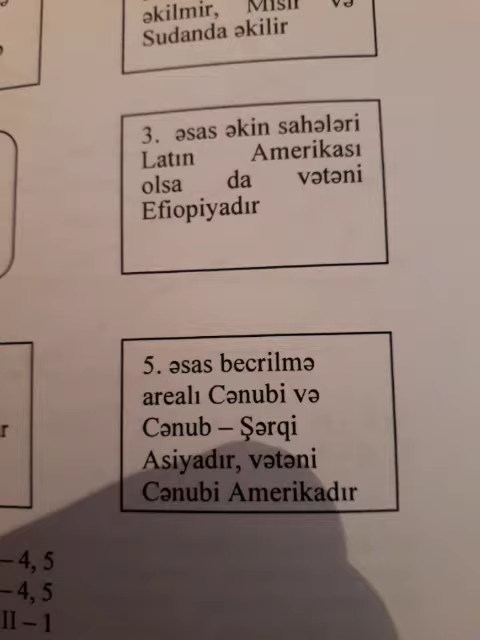 əkilmir, Misir və
Sudanda əkilir
3. əsas əkin sahələri
Latın Amerikası
olsa da vətəni
Efiopiyadır
5. əsas becrilmə
arealı Cənubi və
Cənub – Şərqi
Asiyadır, vətəni
Cənubi Amerikadır
r
– 4, 5
– 4, 5
II – 1